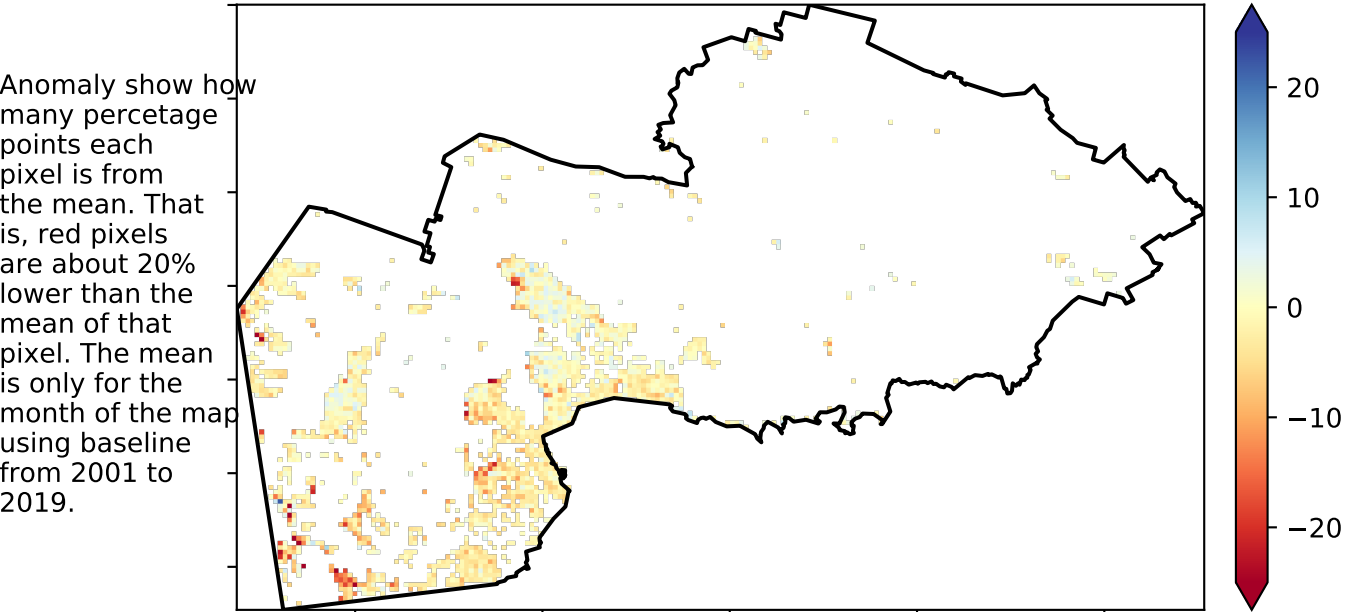 Anomaly show how
many percetage
points each
pixel is from
the mean. That
is, red pixels
are about 20%
lower than the
mean of that
pixel. The mean
is only for the
month of the map
using baseline
from 2001 to
2019.
20
10
0
−10
−20